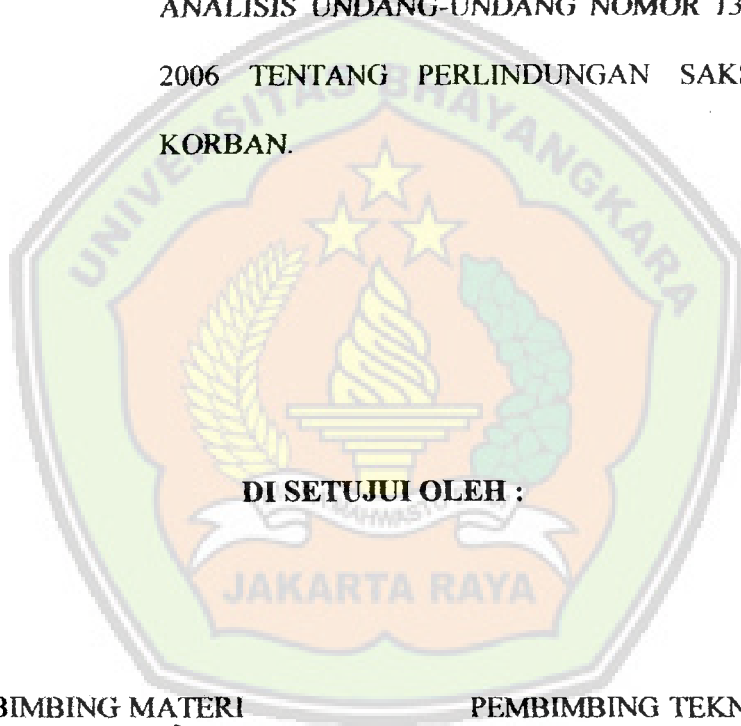 ANALISIS UNDANG-UNDANG NOMOR 13
2006 TENTANG PERLINDUNGAN SAKS
KORBAN.
UNIVERSITAS BHAYANGKARA
DI SETUJUI OLEH :
JAKARTA RAYA
BIMBING MATERI PEMBIMBING TEKN